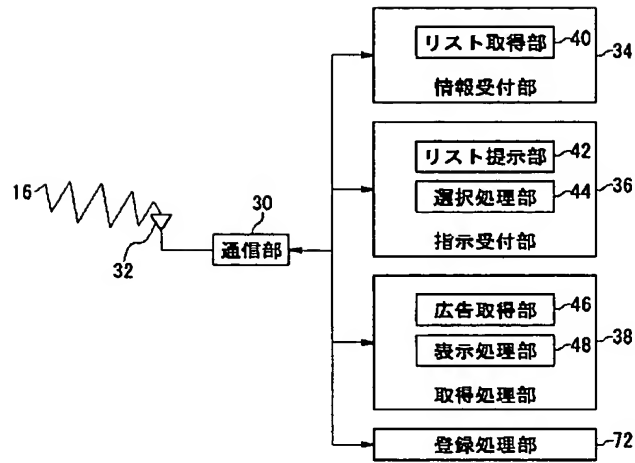 リスト取得部 40
34
情報受付部
リスト提示部 42
16
30
選択処理部 44
36
通信部
指示受付部
32
広告取得部 46
表示処理部 48
38
取得処理部
登録処理部 72